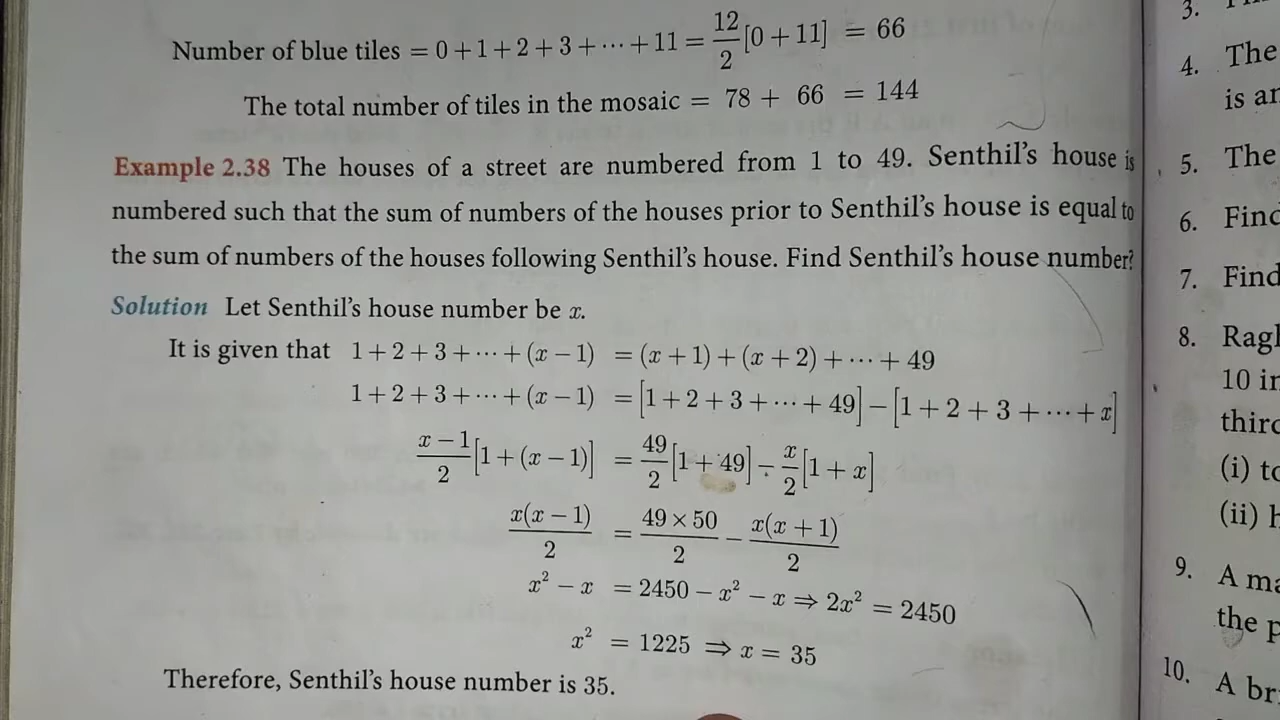 Number of blue tiles = 0 + 1 + 2 + 3 + ⋯ + 11 = 12/2 [0 + 11] = 66
The total number of tiles in the mosaic = 78 + 66 = 144
Example 2.38 The houses of a street are numbered from 1 to 49. Senthil's house is
numbered such that the sum of numbers of the houses prior to Senthil's house is equal to
the sum of numbers of the houses following Senthil's house. Find Senthil's house number?
Solution Let Senthil's house number be x.
It is given that 1 + 2 + 3 + ⋯ + (x − 1) = (x + 1) + (x + 2) + ⋯ + 49
1 + 2 + 3 + ⋯ + (x − 1) = [1 + 2 + 3 + ⋯ + 49] − [1 + 2 + 3 + ⋯ + x]
(x − 1)/2 [1 + (x − 1)] = 49/2 [1 + 49] − x/2 [1 + x]
x(x − 1)/2 = (49 × 50)/2 − x(x + 1)/2
x² − x = 2450 − x² − x ⇒ 2x² = 2450
x² = 1225 ⇒ x = 35
Therefore, Senthil's house number is 35.
3.
4. The
is
5. The
6. Find
7. Find
8.
10
(i)
(ii)
9. A
the
10. A